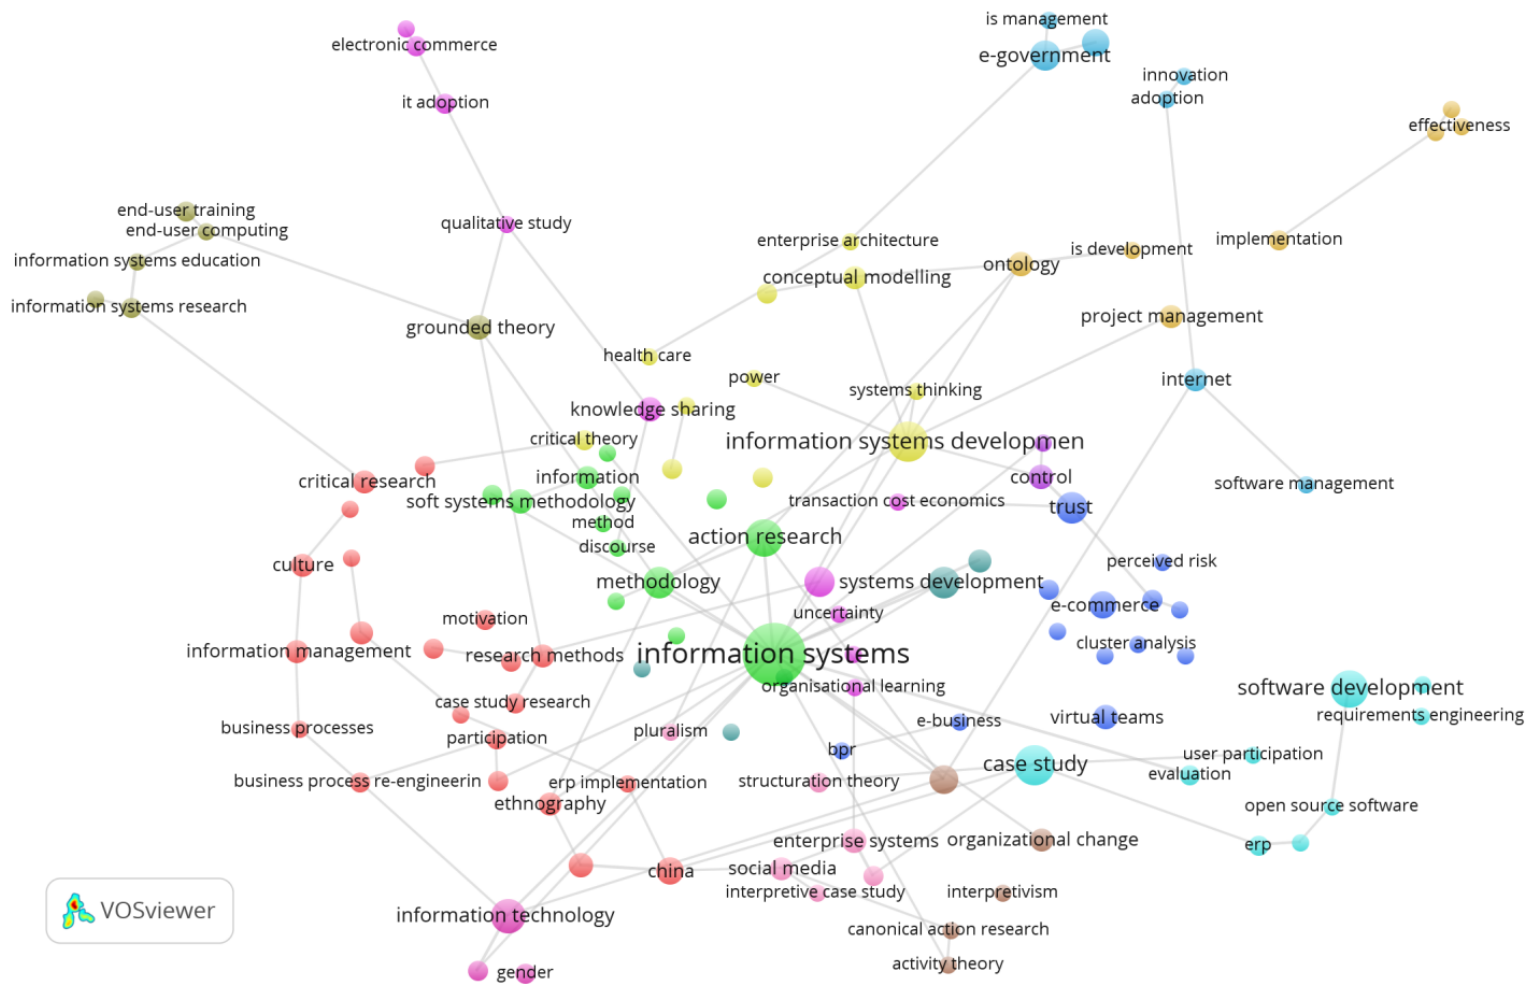 is management
electronic commerce
e-government
innovation
it adoption
adoption
effectiveness
end-user training
qualitative study
end-user computing
enterprise architecture
implementation
is development
information systems education
ontology
conceptual modelling
information systems research
project management
grounded theory
health care
power
internet
systems thinking
knowledge sharing
critical theory
information systems developmen
information
control
critical research
software management
soft systems methodology
transaction cost economics
trust
method
action research
discourse
perceived risk
culture
methodology
systems development
e-commerce
uncertainty
motivation
cluster analysis
information management
research methods
information systems
organisational learning
software development
case study research
requirements engineering
e-business
virtual teams
business processes
pluralism
participation
bpr
user participation
case study
evaluation
business process re-engineerin
erp implementation
structuration theory
ethnography
open source software
enterprise systems
organizational change
erp
social media
china
interpretive case study
interpretivism
VOSviewer
information technology
canonical action research
activity theory
gender